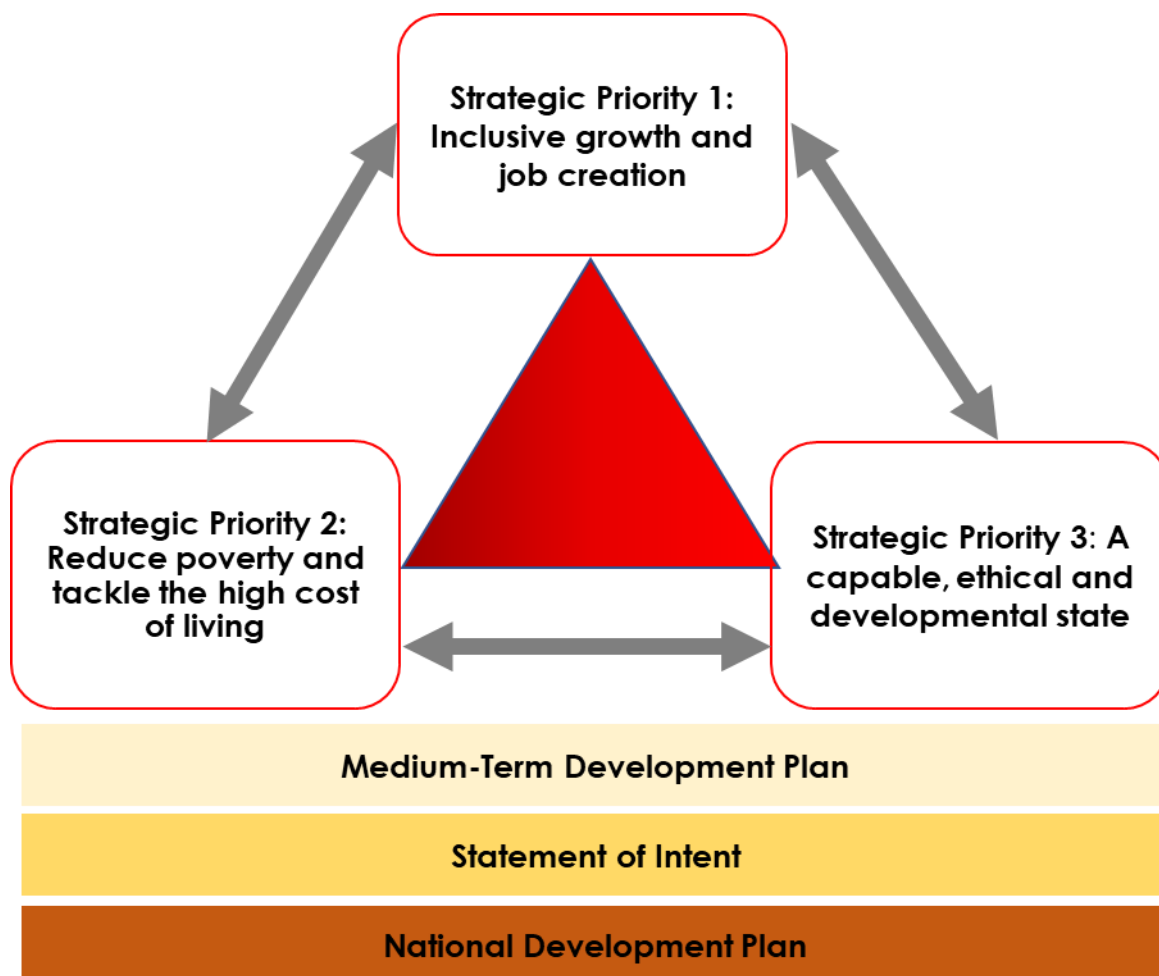 Strategic Priority 1:
Inclusive growth and
job creation
Strategic Priority 2:
Reduce poverty and
tackle the high cost
of living
Strategic Priority 3: A
capable, ethical and
developmental state
Medium-Term Development Plan
Statement of Intent
National Development Plan